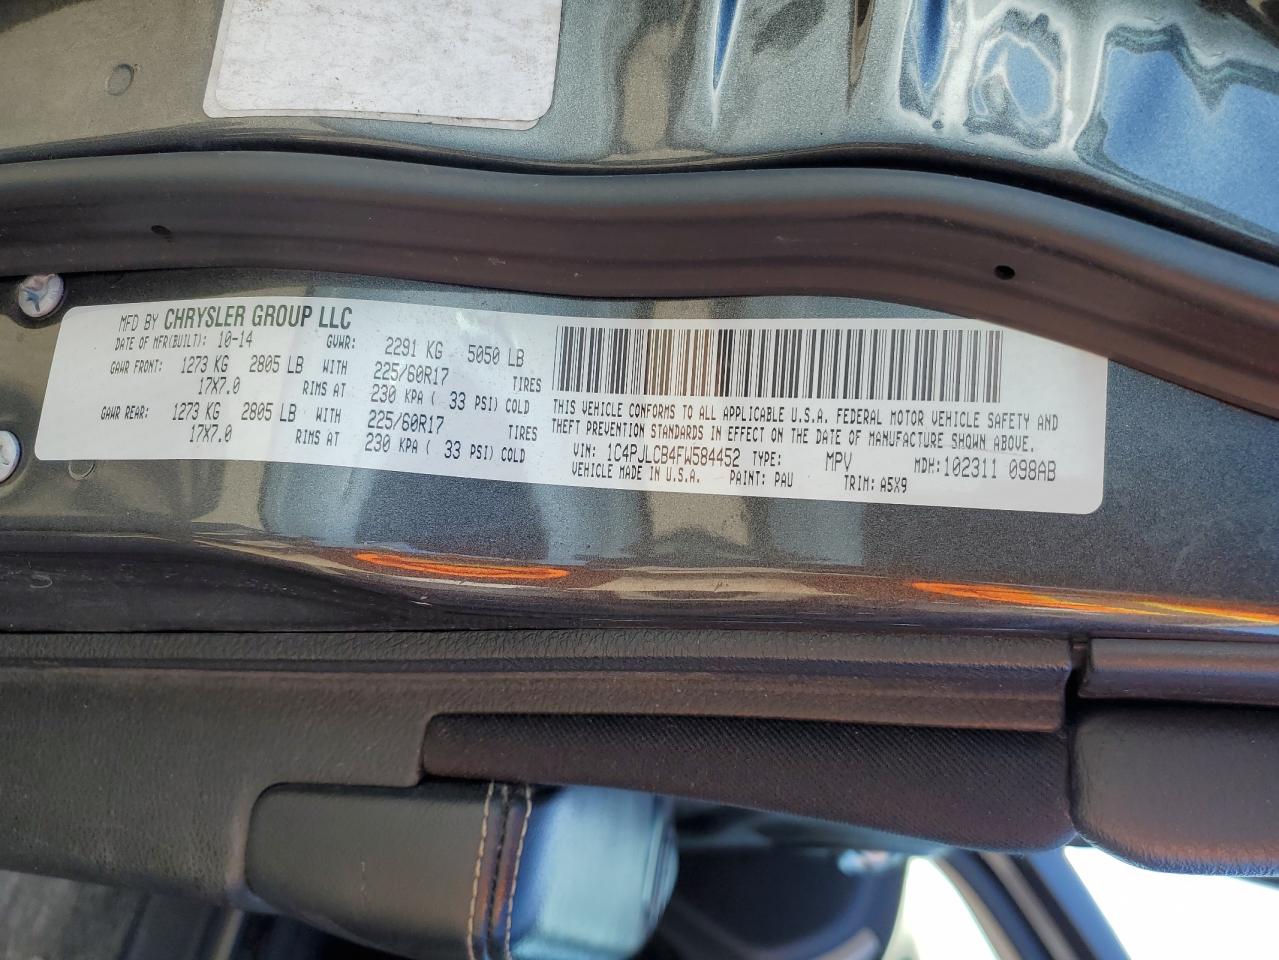 MFD BY CHRYSLER GROUP LLC
DATE OF MFR(BUILT): 10-14 GVWR: 2291 KG 5050 LB
GAWR FRONT: 1273 KG 2805 LB WITH 225/60R17 TIRES
17X7.0 RIMS AT 230 KPA ( 33 PSI) COLD
GAWR REAR: 1273 KG 2805 LB WITH 225/60R17 TIRES
17X7.0 RIMS AT 230 KPA ( 33 PSI) COLD
THIS VEHICLE CONFORMS TO ALL APPLICABLE U.S.A. FEDERAL MOTOR VEHICLE SAFETY AND
THEFT PREVENTION STANDARDS IN EFFECT ON THE DATE OF MANUFACTURE SHOWN ABOVE.
VIN: 1C4PJLCB4FW584452 TYPE: MPV MDH: 102311 098AB
VEHICLE MADE IN U.S.A. PAINT: PAU TRIM: A5X9